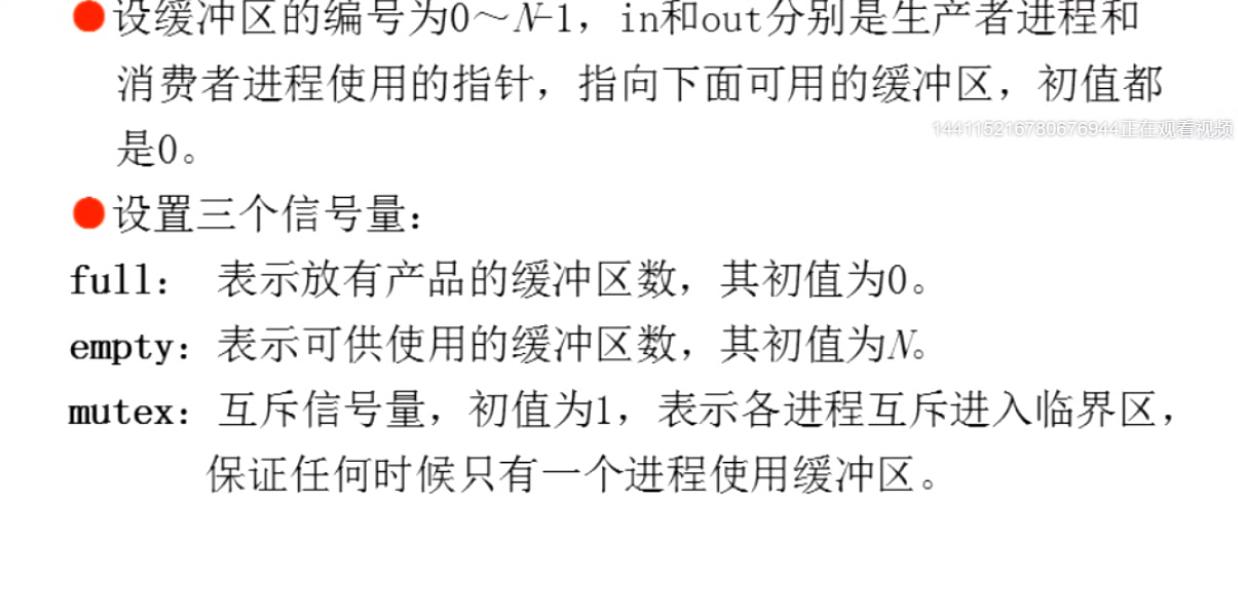 ●设缓冲区的编号为0～N-1，in和out分别是生产者进程和
消费者进程使用的指针，指向下面可用的缓冲区，初值都
是0。
144115216780676944正在观看视频
●设置三个信号量：
full： 表示放有产品的缓冲区数，其初值为0。
empty：表示可供使用的缓冲区数，其初值为N。
mutex：互斥信号量，初值为1，表示各进程互斥进入临界区，
保证任何时候只有一个进程使用缓冲区。